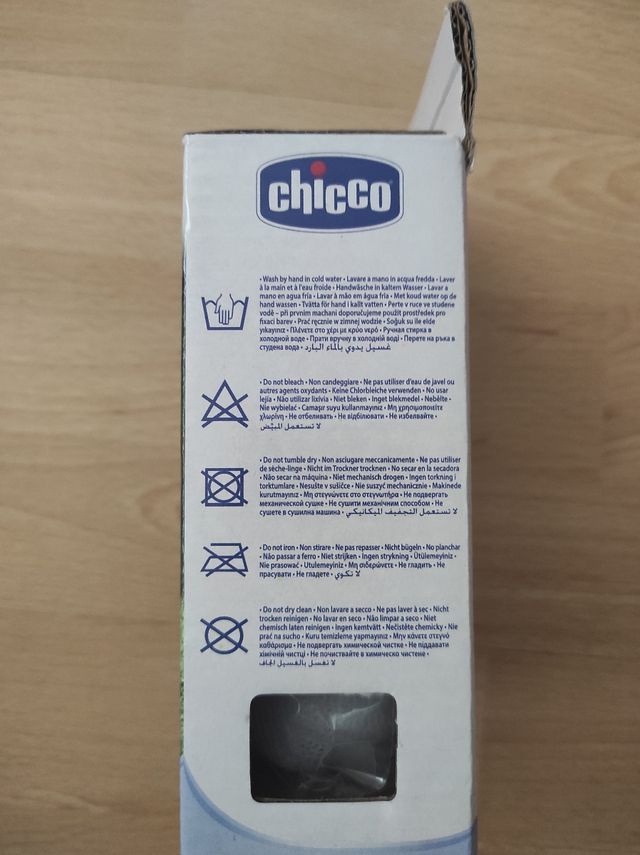 chicco
• Wash by hand in cold water • Lavare a mano in acqua fredda • Laver
à la main et à l'eau froide • Handwäsche in kaltem Wasser • Lavar a
mano en agua fria • Lavar à mão em água fria • Met koud water op de
hand wassen • Tvätta för hand i kallt vatten • Perte v ruce ve studene
vodě – při prvnim machani doporučujeme použit prostředek pro
fixaci barev • Prać ręcznie w zimnej wodzie • Soğuk su ile elde
yıkayınız • Πλένετε στο χέρι με κρύο νερό • Ручная стирка в
холодной воде • Прати вручну в холодній воді • Перете на ръка в
студена вода • غسيل يدوي بالماء البارد
• Do not bleach • Non candeggiare • Ne pas utiliser d'eau de javel ou
autres agents oxydants • Keine Chlorbleiche verwenden • No usar
lejía • Não utilizar lixivia • Niet bleken • Inget blekmedel • Nebělte •
Nie wybielać • Camaşır suyu kullanmayınız • Μη χρησιμοποιείτε
χλωρίνη • Не отбеливать • Не відбілювати • Не избелвайте •
لا تستعمل المبيّض
• Do not tumble dry • Non asciugare meccanicamente • Ne pas utiliser
de sèche-linge • Nicht im Trockner trocknen • No secar en la secadora
• Não secar na máquina • Niet mechanisch drogen • Ingen torkning i
torktumlare • Nesušte v sušičce • Nie suszyć mechanicznie • Makinede
kurutmayınız • Μη στεγνώνετε στο στεγνωτήριο • Не подвергать
механической сушке • Не сушити механічним способом • Не
сушете в сушилна машина • لا تستعمل التجفيف الميكانيكي
• Do not iron • Non stirare • Ne pas repasser • Nicht bügeln • No planchar
• Não passar a ferro • Niet strijken • Ingen strykning • Ütülemeyiniz •
Nie prasować • Utulemeyiniz • Μη σιδερώνετε • Не гладить • Не
прасувати • Не гладете • لا تكوي
• Do not dry clean • Non lavare a secco • Ne pas laver à sec • Nicht
trocken reinigen • No lavar en seco • Não limpar a seco • Niet
chemisch laten reinigen • Ingen kemtvätt • Nečistěte chemicky • Nie
prać na sucho • Kuru temizleme yapmayınız • Μην κάνετε στεγνό
καθάρισμα • Не подвергать химической чистке • Не піддавати
хімічній чистці • Не почиствайте в химическо чистене •
لا تغسل بالغسيل الجاف